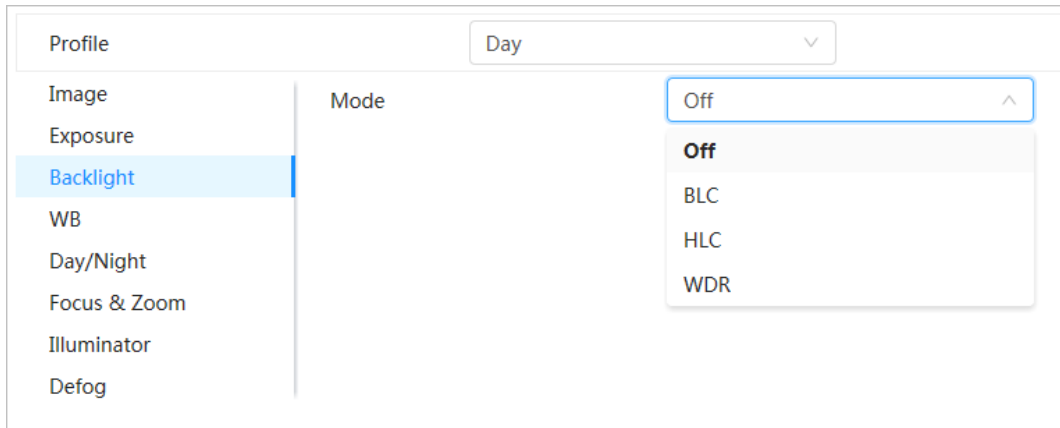 Profile
Day
Image
Mode
Off
Exposure
Off
Backlight
BLC
WB
HLC
Day/Night
WDR
Focus & Zoom
Illuminator
Defog